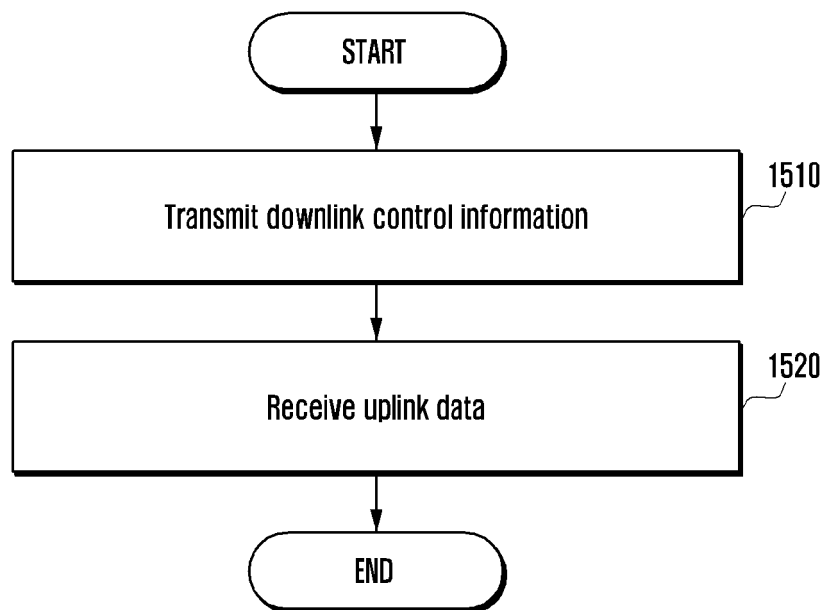 START
1510
Transmit downlink control information
1520
Receive uplink data
END